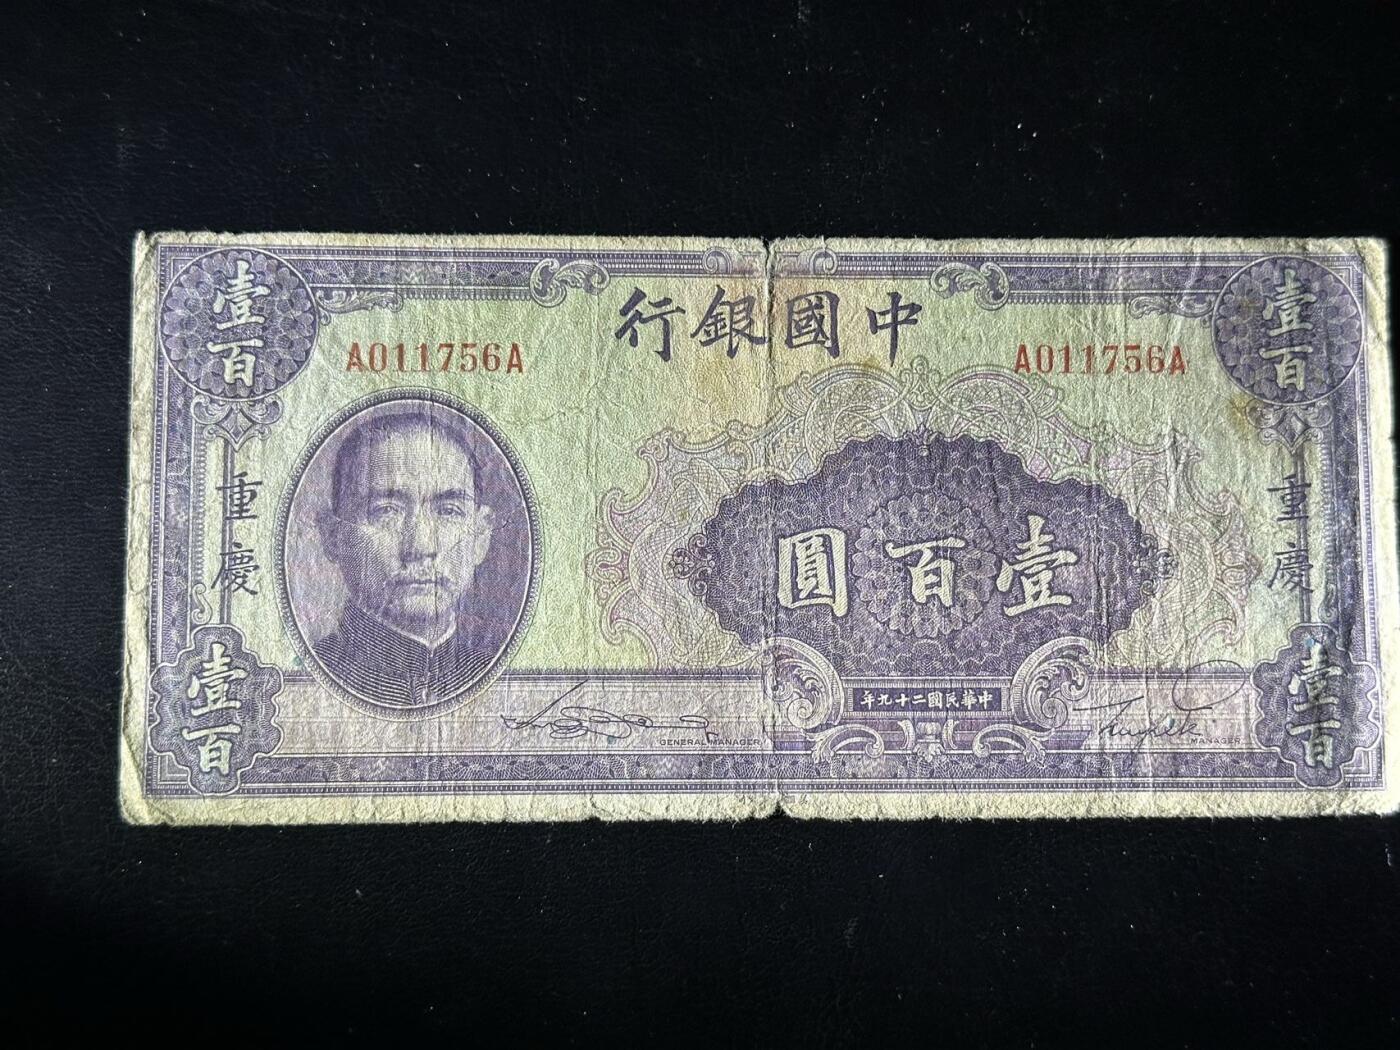 中國銀行
A011756A
A011756A
壹百
壹百
重慶
重慶
壹百圓
中華民國二十九年
壹百
壹百
GENERAL MANAGER
MANAGER